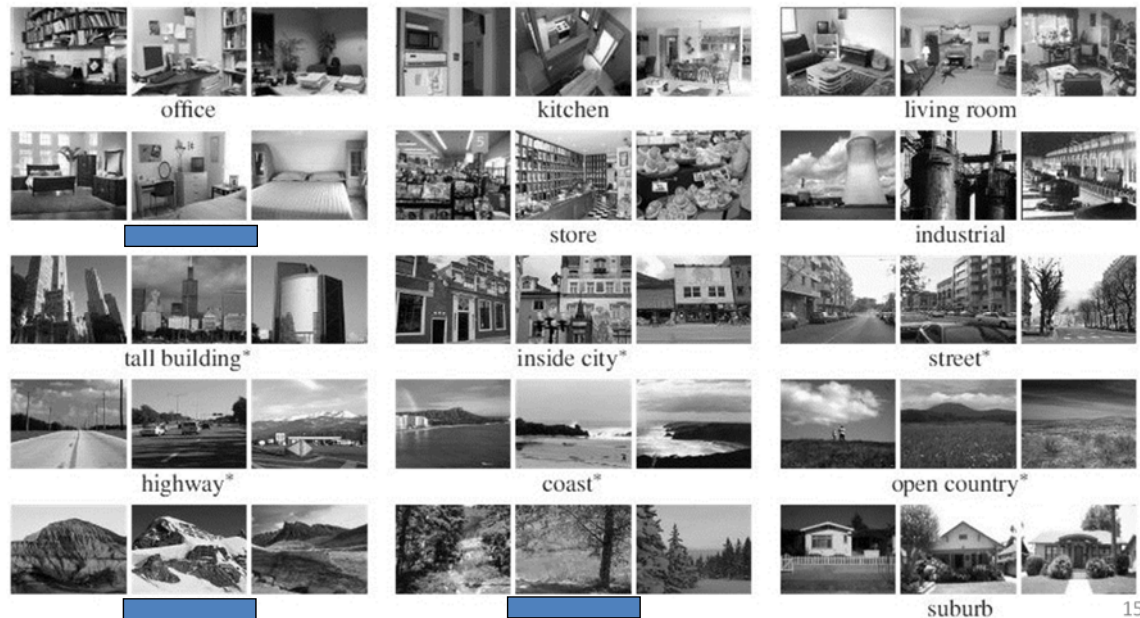 office
kitchen
living room
store
industrial
tall building*
inside city*
street*
highway*
coast*
open country*
suburb
15